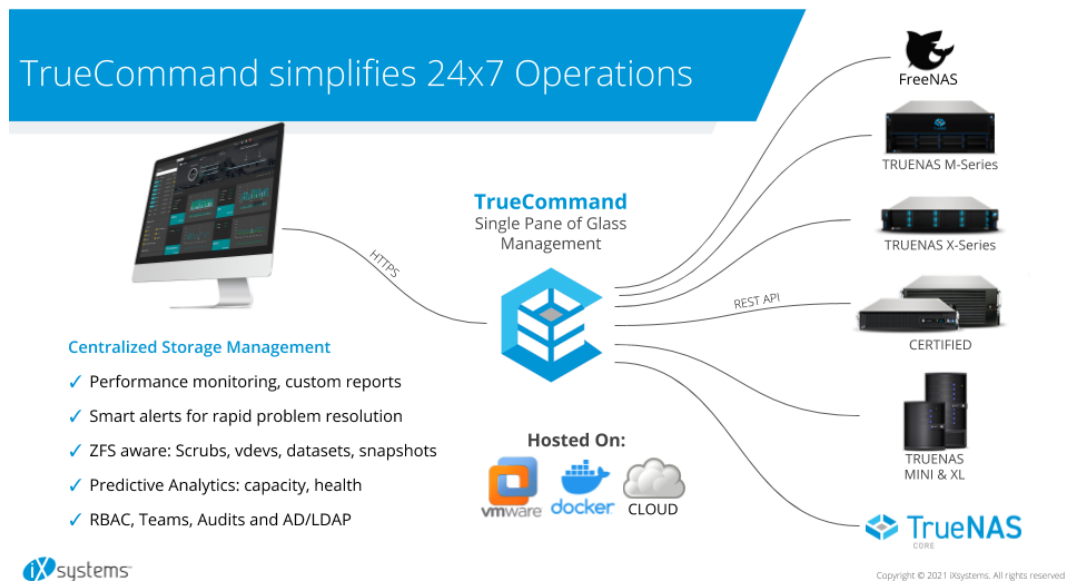 TrueCommand simplifies 24x7 Operations
FreeNAS
TRUENAS M-Series
TrueCommand
Single Pane of Glass
Management
TRUENAS X-Series
HTTPS
REST API
CERTIFIED
Centralized Storage Management
✓ Performance monitoring, custom reports
✓ Smart alerts for rapid problem resolution
✓ ZFS aware: Scrubs, vdevs, datasets, snapshots
✓ Predictive Analytics: capacity, health
✓ RBAC, Teams, Audits and AD/LDAP
Hosted On:
vmware
docker
CLOUD
TRUENAS
MINI & XL
TrueNAS
CORE
iXsystems
Copyright © 2021 iXsystems, All rights reserved